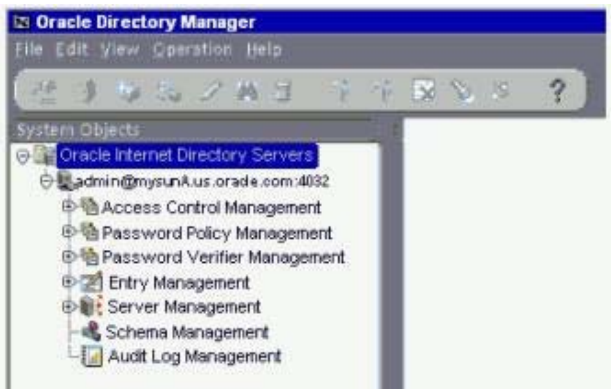 Oracle Directory Manager
File Edit View Operation Help
System Objects
Oracle Internet Directory Servers
admin@mysunA.us.orade.com:4032
Access Control Management
Password Policy Management
Password Verifier Management
Entry Management
Server Management
Schema Management
Audit Log Management